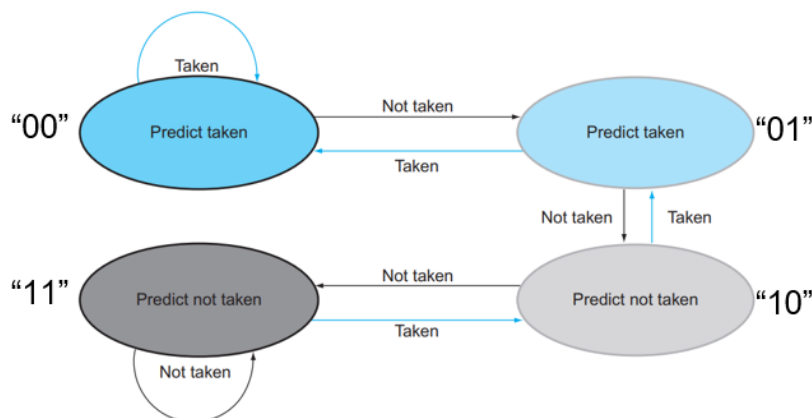 Taken
“00”
Predict taken
Not taken
Taken
Predict taken
“01”
Not taken
Taken
“11”
Predict not taken
Not taken
Taken
Predict not taken
“10”
Not taken